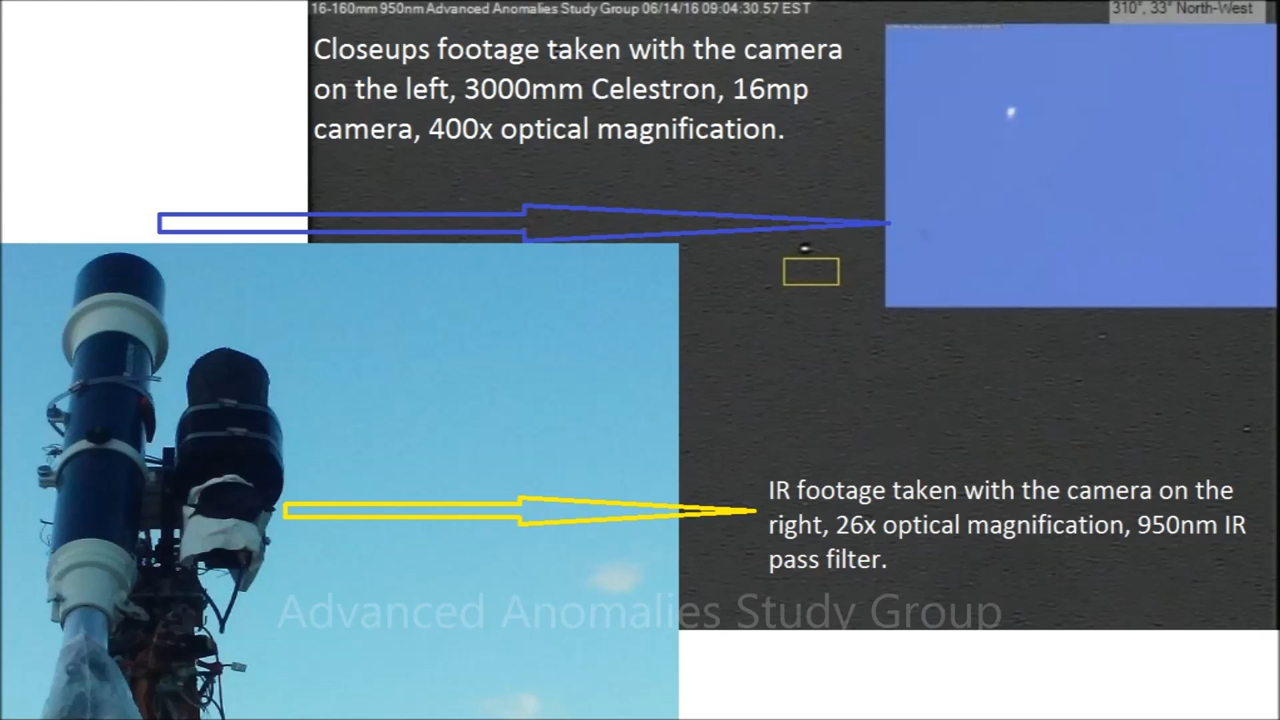 16-160mm 950nm Advanced Anomalies Study Group 06/14/16 09:04:30.57 EST
310°, 33° North-West
Closeups footage taken with the camera
on the left, 3000mm Celestron, 16mp
camera, 400x optical magnification.
IR footage taken with the camera on the
right, 26x optical magnification, 950nm IR
pass filter.
Advanced Anomalies Study Group